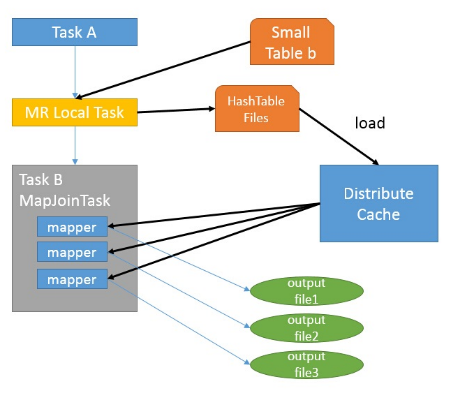 Task A
Small
Table b
MR Local Task
HashTable
Files
load
Task B
MapJoinTask
Distribute
Cache
mapper
mapper
mapper
output
file1
output
file2
output
file3